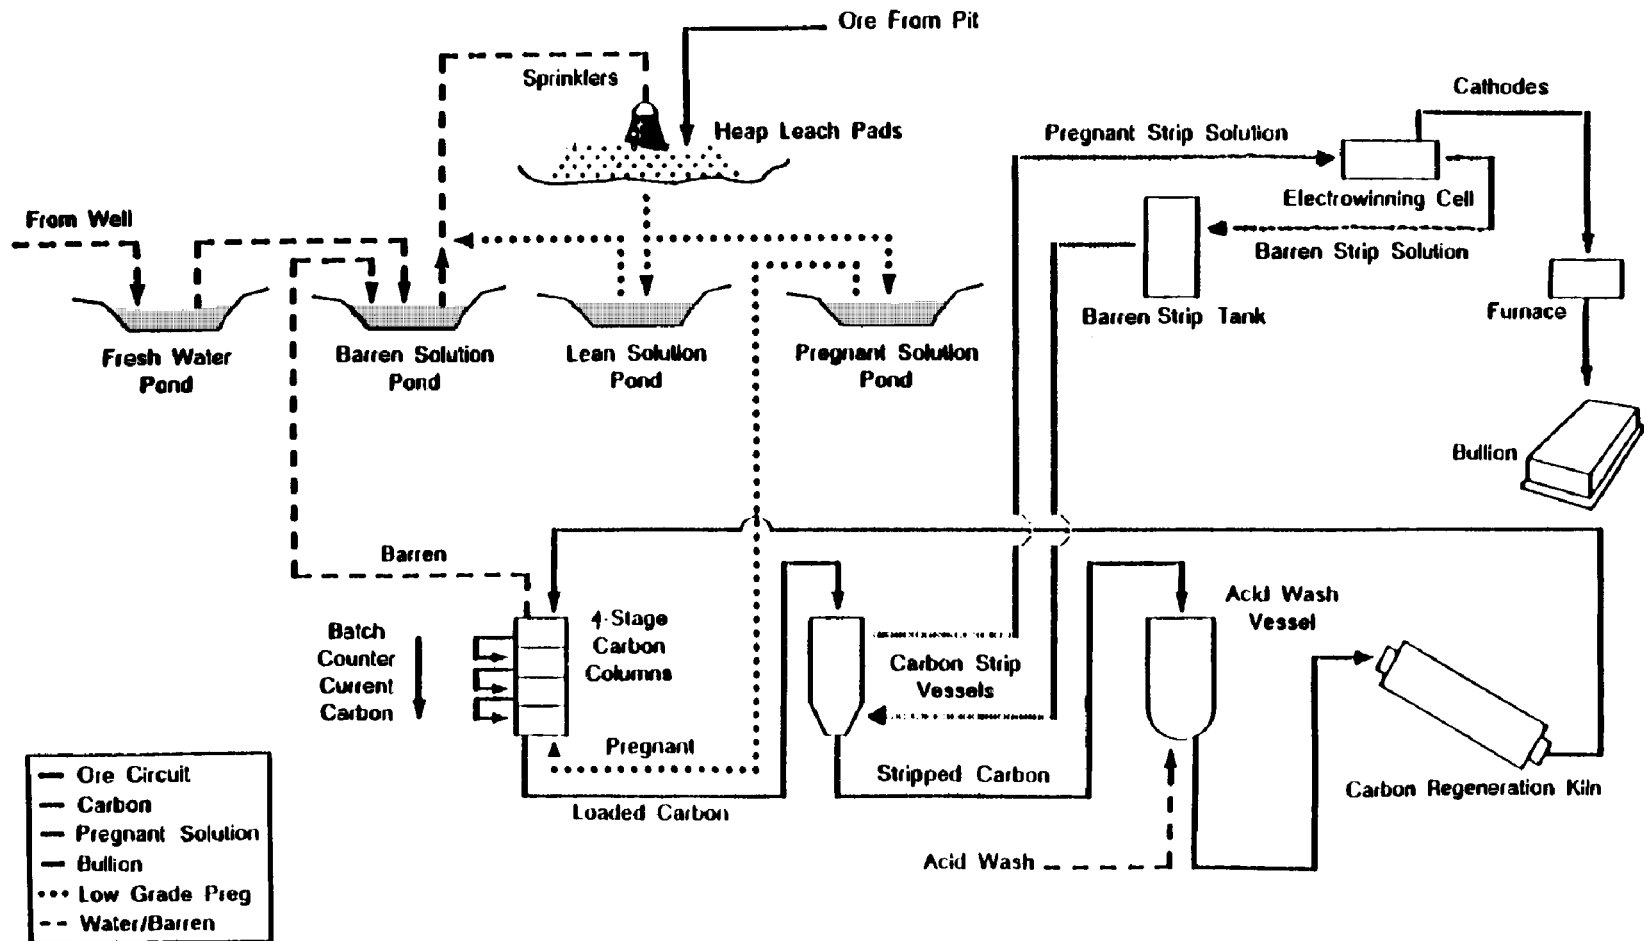 Ore From Pit
Sprinklers
Heap Leach Pads
Cathodes
Pregnant Strip Solution
Electrowinning Cell
Barren Strip Solution
From Well
Barren Strip Tank
Furnace
Fresh Water
Pond
Barren Solution
Pond
Lean Solution
Pond
Pregnant Solution
Pond
Bullion
Barren
Batch
Counter
Current
Carbon
4-Stage
Carbon
Columns
Carbon Strip
Vessels
Acid Wash
Vessel
Pregnant
Loaded Carbon
Stripped Carbon
Carbon Regeneration Kiln
Acid Wash
Ore Circuit
Carbon
Pregnant Solution
Bullion
Low Grade Preg
Water/Barren